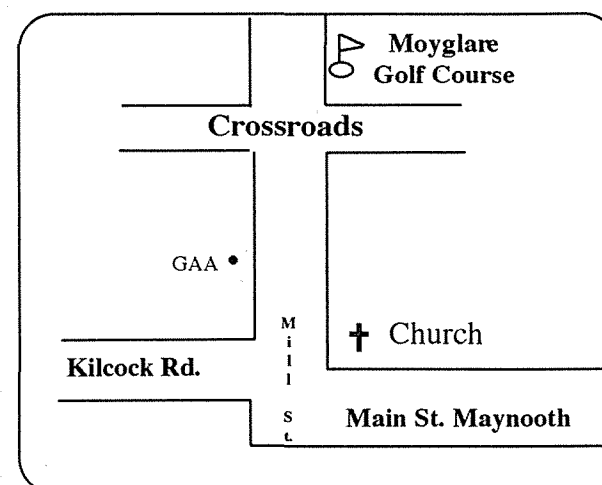 Moyglare
Golf Course
Crossroads
GAA
Mill St.
Church
Kilcock Rd.
Main St. Maynooth